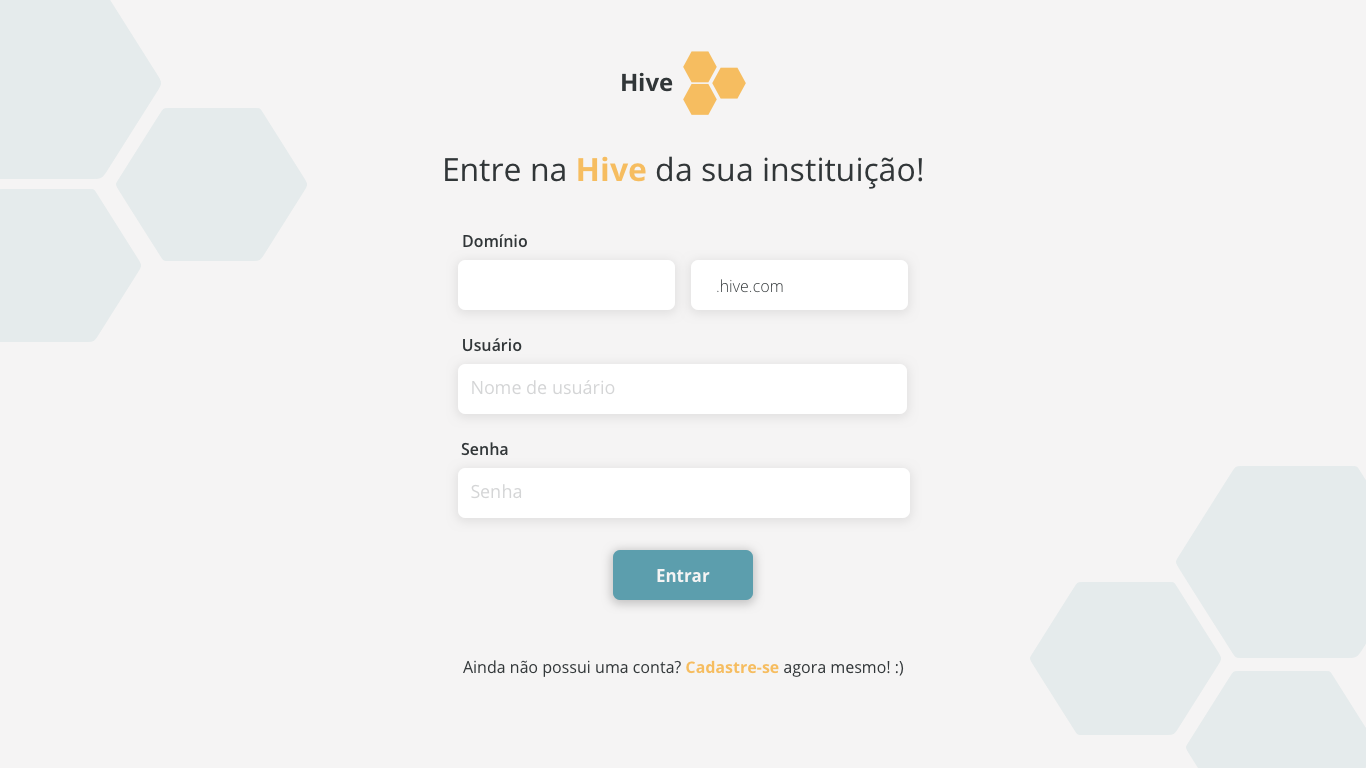 Hive
Entre na Hive da sua instituição!
Domínio
.hive.com
Usuário
Nome de usuário
Senha
Senha
Entrar
Ainda não possui uma conta? Cadastre-se agora mesmo! :)